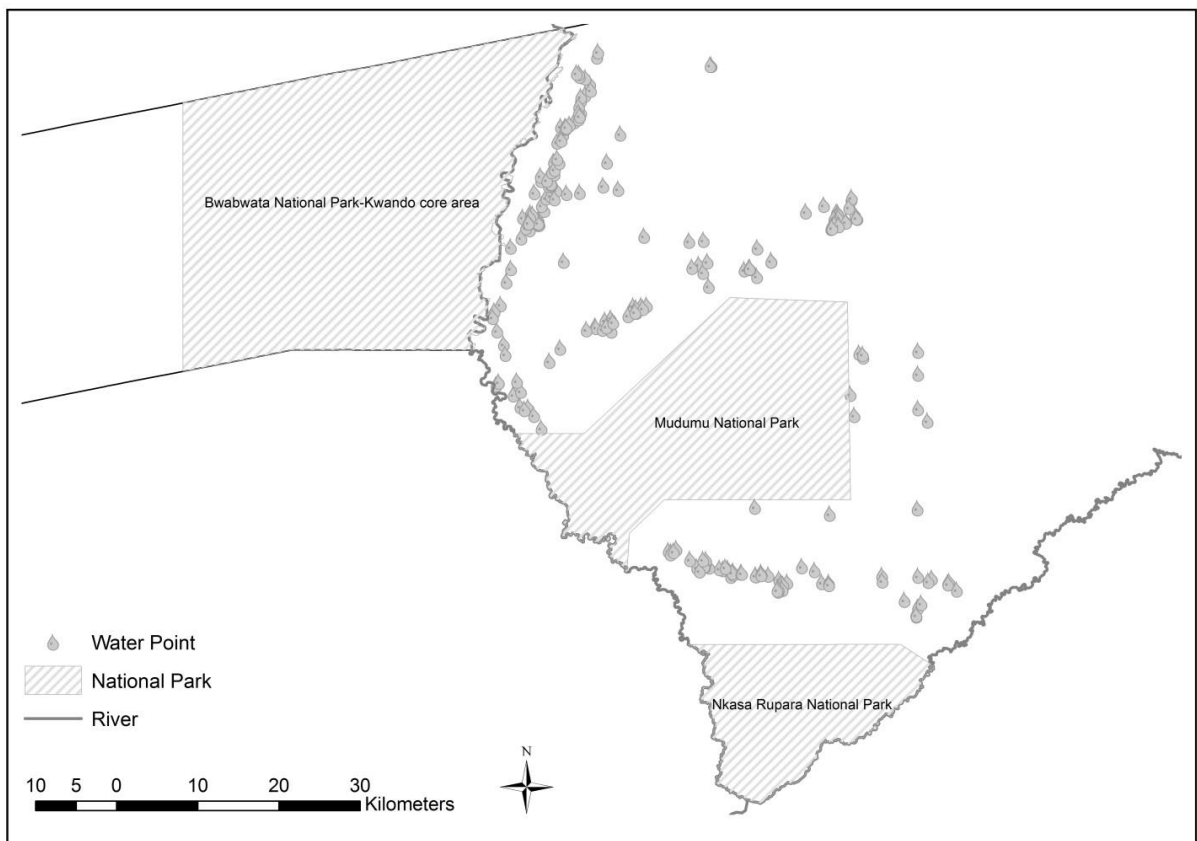 Bwabwata National Park-Kwando core area
Mudumu National Park
Water Point
National Park
River
Nkasa Rupara National Park
N
10 5 0 10 20 30
Kilometers